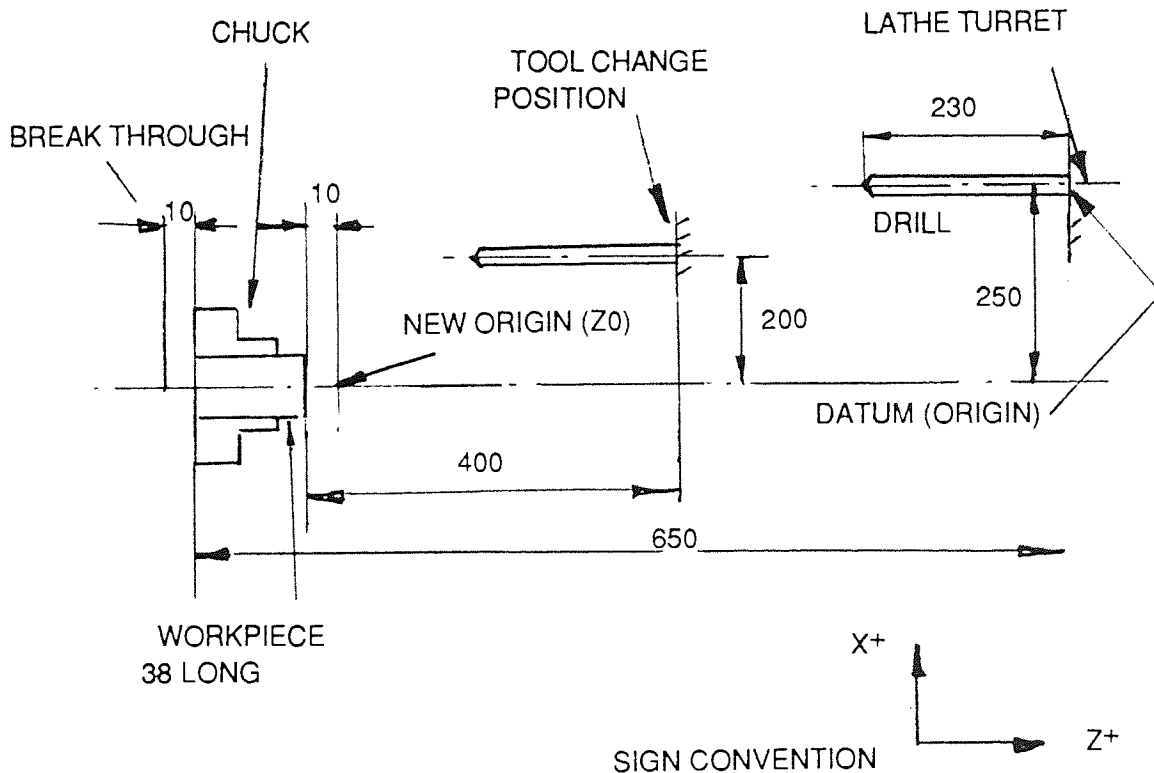 CHUCK
LATHE TURRET
TOOL CHANGE
POSITION
230
BREAK THROUGH
10
10
DRILL
250
200
NEW ORIGIN (Z0)
DATUM (ORIGIN)
400
650
WORKPIECE
38 LONG
X+
Z+
SIGN CONVENTION